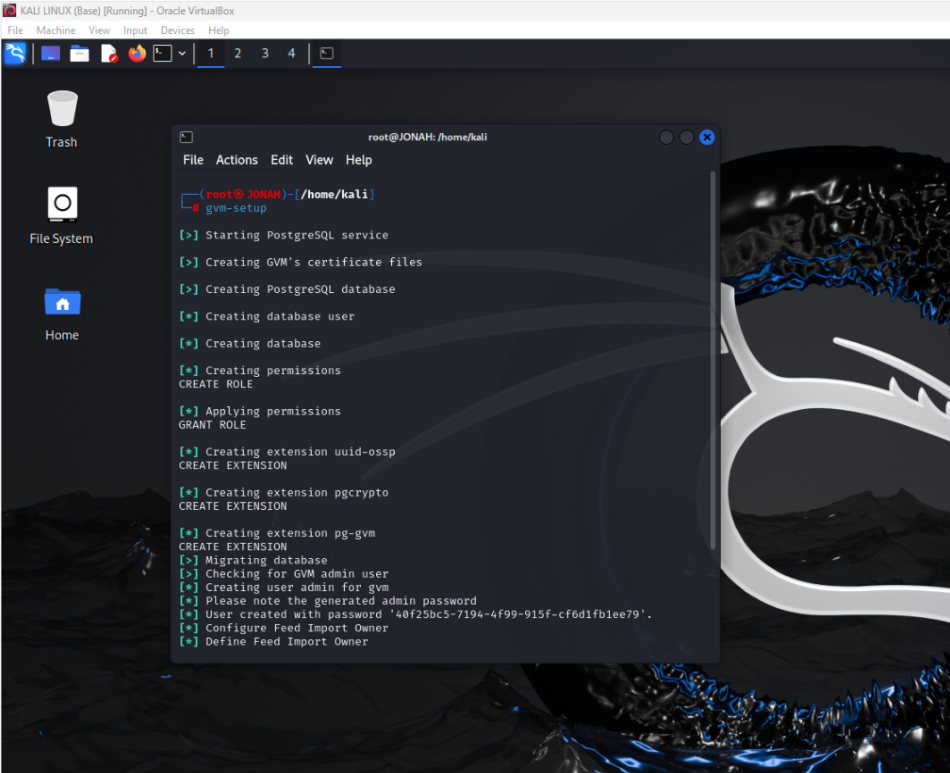 KALI LINUX (Base) [Running] - Oracle VirtualBox
File Machine View Input Devices Help
1 2 3 4
Trash
File System
Home
root@JONAH: /home/kali
File Actions Edit View Help
┌──(root㉿JONAH)-[/home/kali]
└─# gvm-setup
[>] Starting PostgreSQL service
[>] Creating GVM's certificate files
[>] Creating PostgreSQL database
[*] Creating database user
[*] Creating database
[*] Creating permissions
CREATE ROLE
[*] Applying permissions
GRANT ROLE
[*] Creating extension uuid-ossp
CREATE EXTENSION
[*] Creating extension pgcrypto
CREATE EXTENSION
[*] Creating extension pg-gvm
CREATE EXTENSION
[>] Migrating database
[>] Checking for GVM admin user
[*] Creating user admin for gvm
[*] Please note the generated admin password
[*] User created with password '40f25bc5-7194-4f99-915f-cf6d1fb1ee79'.
[*] Configure Feed Import Owner
[*] Define Feed Import Owner